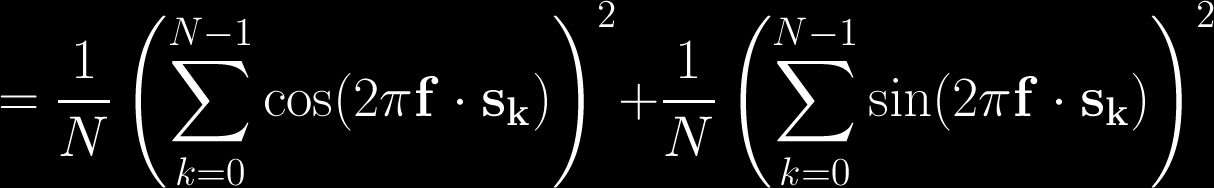 = \frac{1}{N} \left( \sum_{k=0}^{N-1} \cos(2\pi \mathbf{f} \cdot \mathbf{s_k}) \right)^2 + \frac{1}{N} \left( \sum_{k=0}^{N-1} \sin(2\pi \mathbf{f} \cdot \mathbf{s_k}) \right)^2